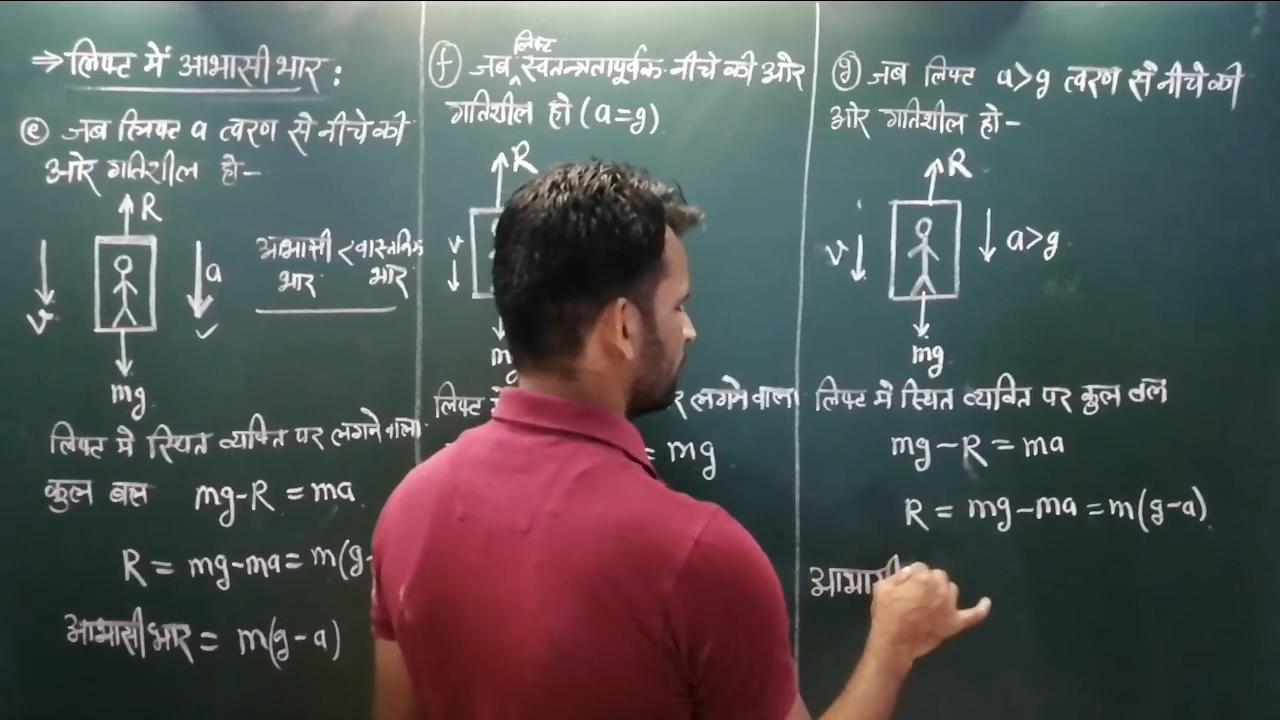 ⇒ लिफ्ट में आभासी भार :
(e) जब लिफ्ट a त्वरण से नीचे की
ओर गतिशील हो -
R
a
v
mg
आभासी < वास्तविक
भार भार
लिफ्ट में स्थित व्यक्ति पर लगने वाला
कुल बल mg-R = ma
R = mg-ma = m(g-
आभासी भार = m(g-a)
(f) जब लिफ्ट स्वतन्त्रतापूर्वक नीचे की ओर
गतिशील हो (a=g)
R
v
लिफ्ट
लगने वाला
= mg
(g) जब लिफ्ट a>g त्वरण से नीचे की
ओर गतिशील हो -
R
v
a>g
mg
लिफ्ट में स्थित व्यक्ति पर कुल बल
mg-R = ma
R = mg-ma = m(g-a)
आभासी